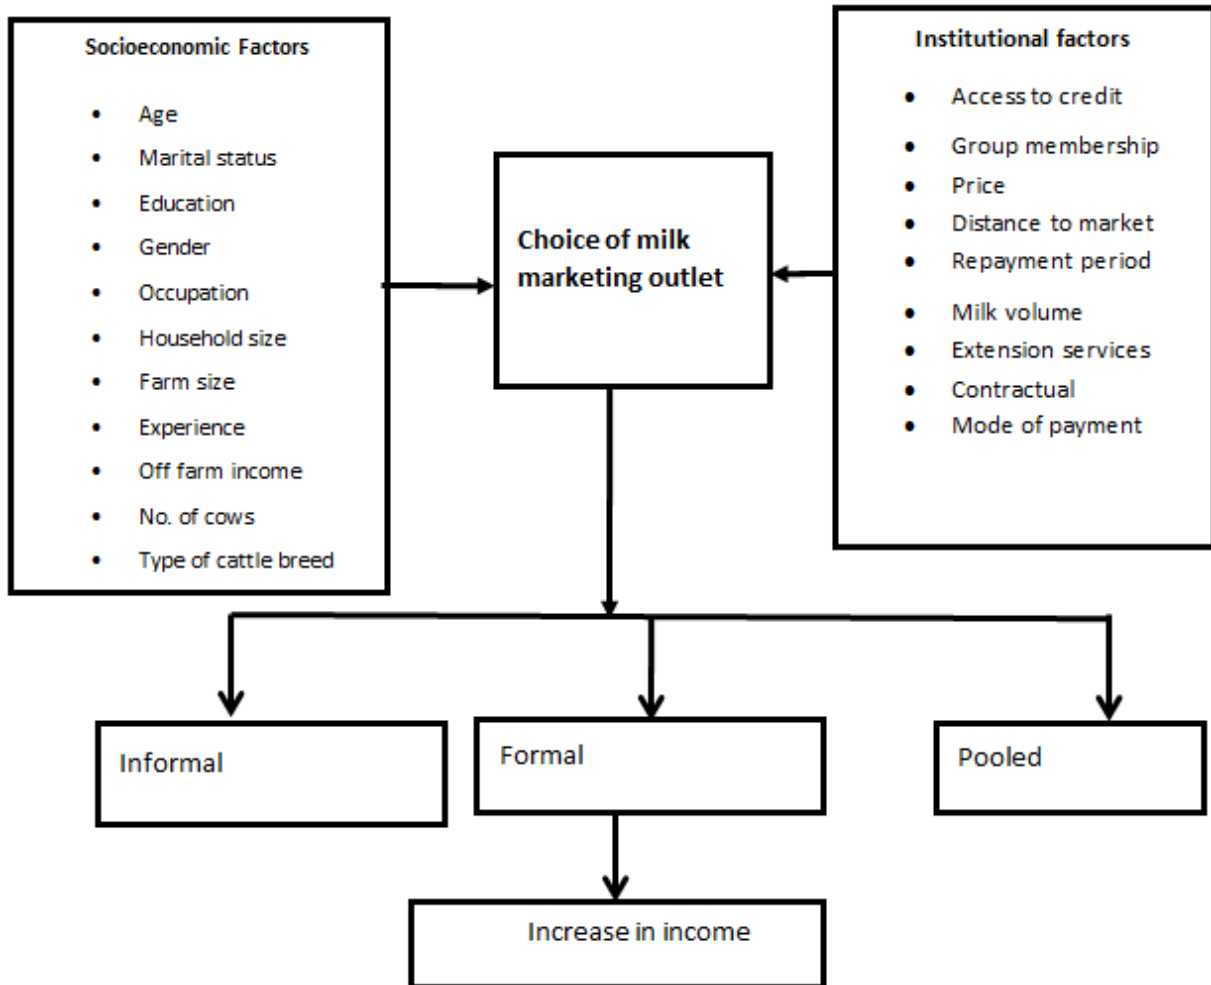 Socioeconomic Factors
• Age
• Marital status
• Education
• Gender
• Occupation
• Household size
• Farm size
• Experience
• Off farm income
• No. of cows
• Type of cattle breed
Choice of milk
marketing outlet
Institutional factors
• Access to credit
• Group membership
• Price
• Distance to market
• Repayment period
• Milk volume
• Extension services
• Contractual
• Mode of payment
Informal
Formal
Pooled
Increase in income